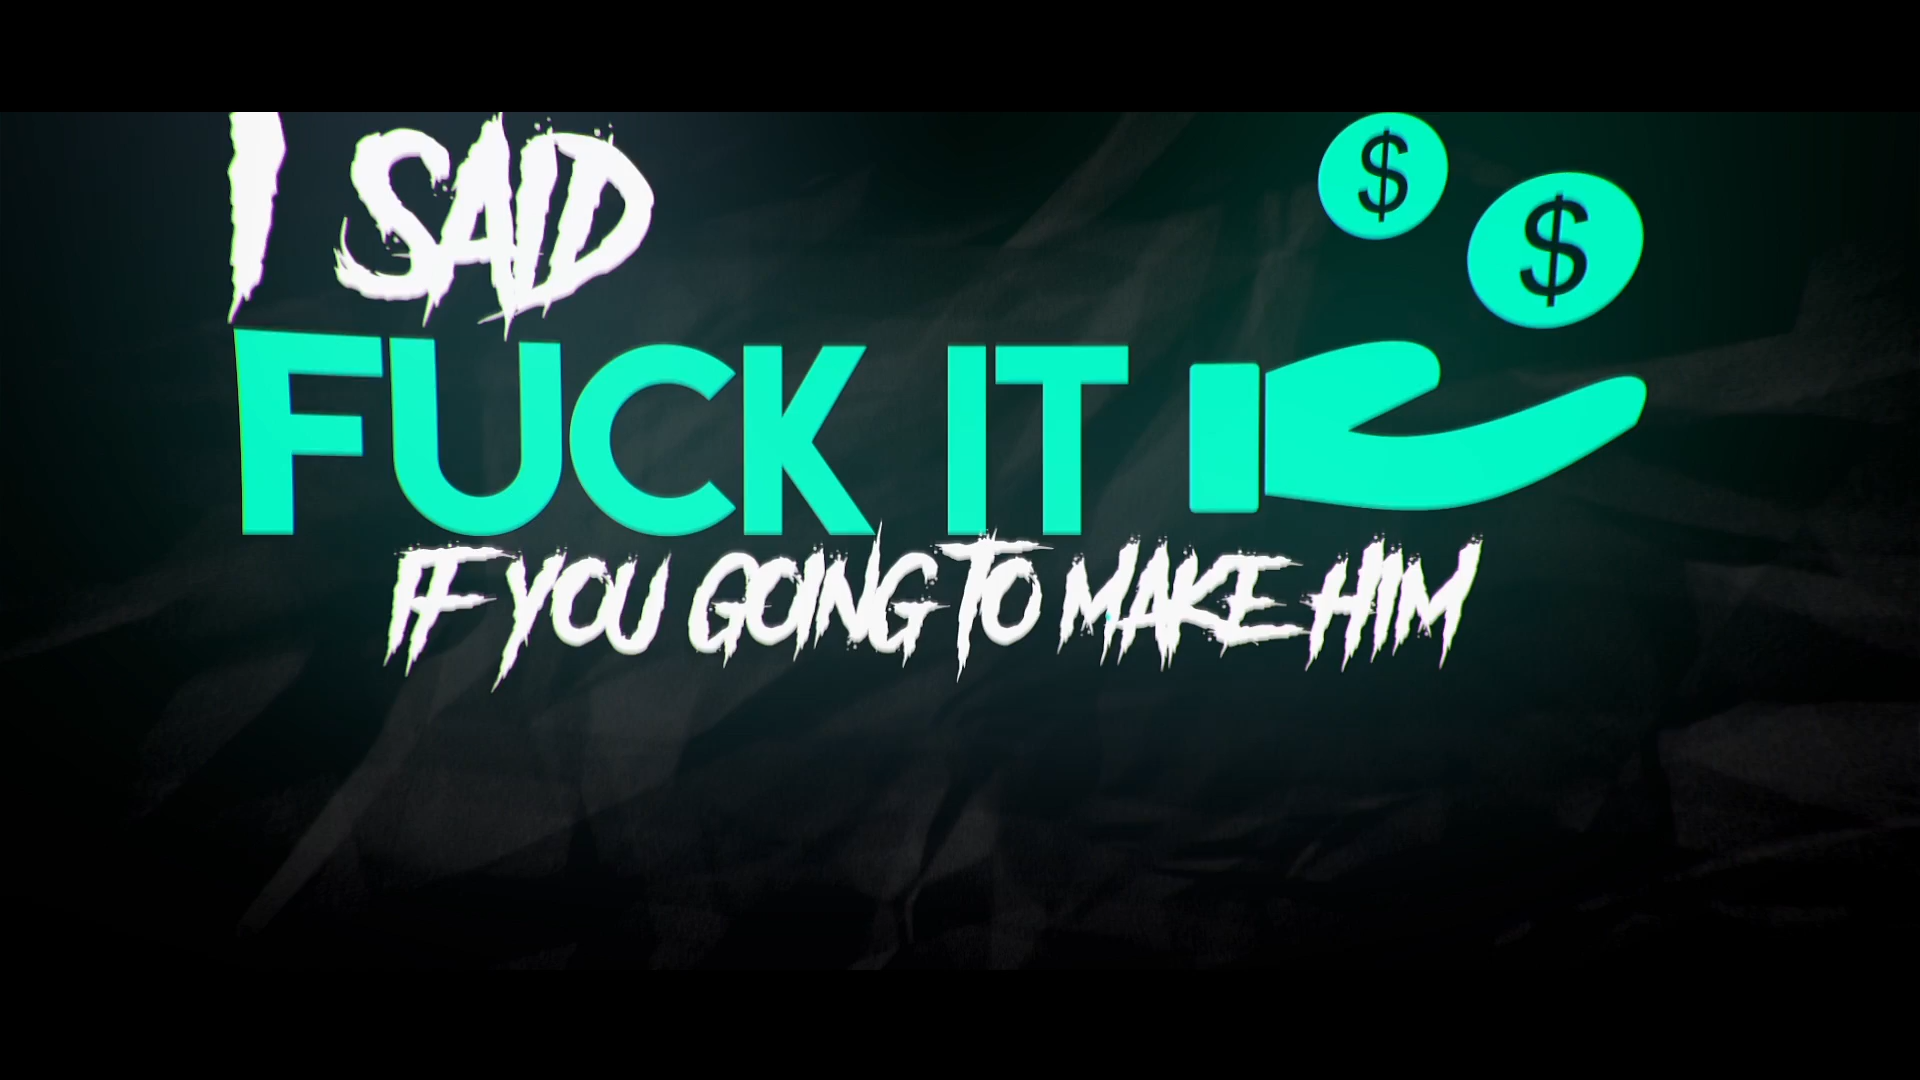 I SAID
$
$
FUCK IT
IF YOU GOING TO MAKE HIM